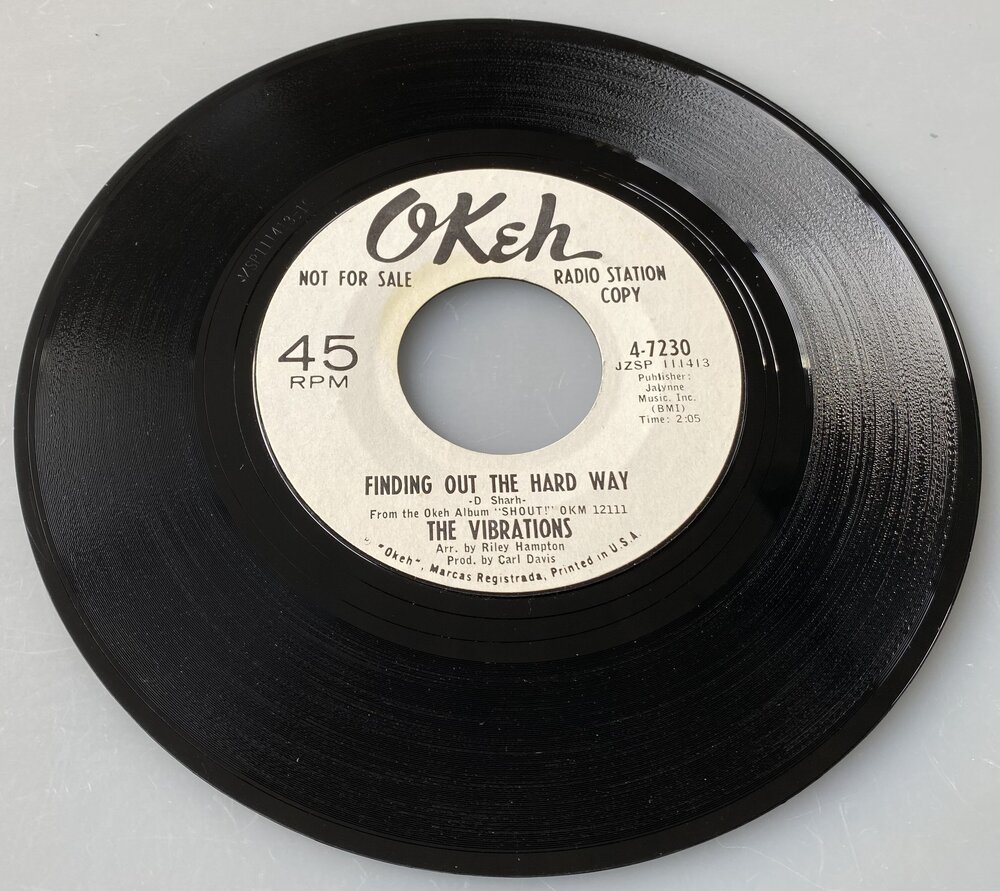 OKeh
NOT FOR SALE
RADIO STATION
COPY
45
RPM
4-7230
JZSP 111413
Publisher:
Jalynne
Music. Inc.
(BMI)
Time: 2:05
FINDING OUT THE HARD WAY
-D Sharh-
From the Okeh Album "SHOUT!" OKM 12111
THE VIBRATIONS
Arr. by Riley Hampton
Prod. by Carl Davis
"Okeh", Marcas Registrada, Printed in U.S.A.